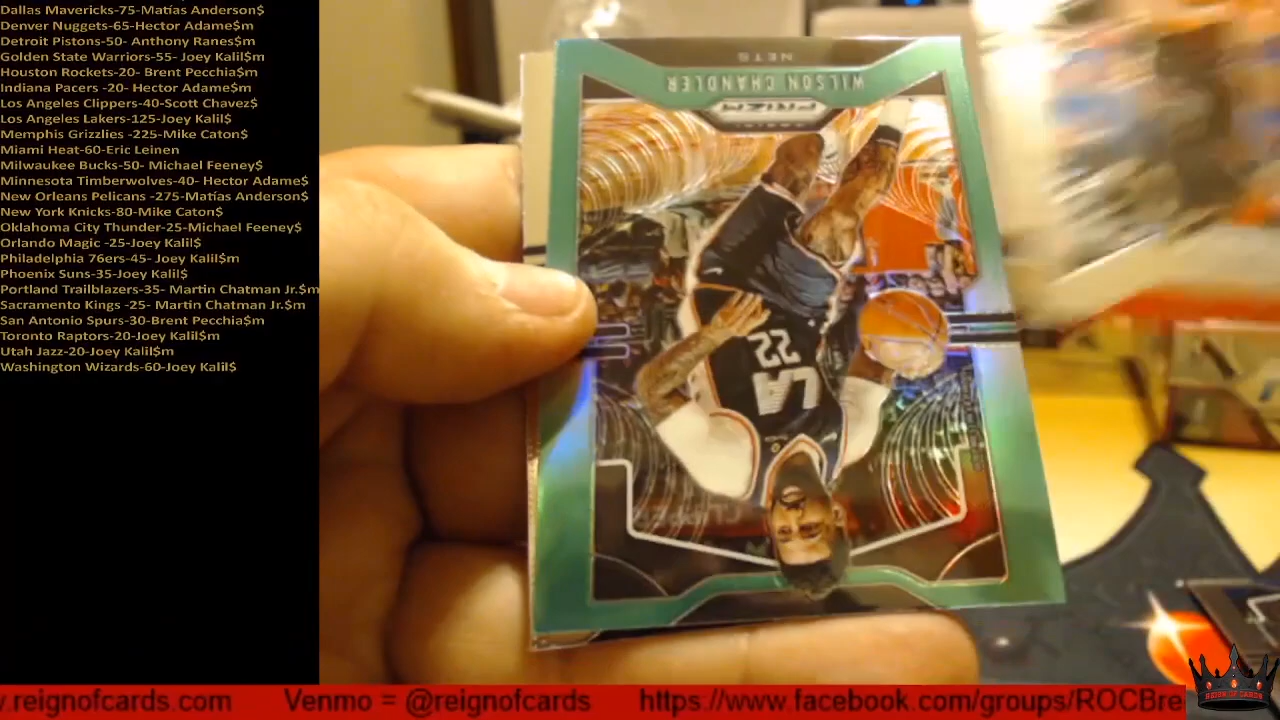 Dallas Mavericks-75-Matías Anderson$
Denver Nuggets-65-Hector Adame$m
Detroit Pistons-50- Anthony Ranes$m
Golden State Warriors-55- Joey Kalil$m
Houston Rockets-20- Brent Pecchia$m
Indiana Pacers -20- Hector Adame$m
Los Angeles Clippers-40-Scott Chavez$
Los Angeles Lakers-125-Joey Kalil$
Memphis Grizzlies -225-Mike Caton$
Miami Heat-60-Eric Leinen
Milwaukee Bucks-50- Michael Feeney$
Minnesota Timberwolves-40- Hector Adame$
New Orleans Pelicans -275-Matías Anderson$
New York Knicks-80-Mike Caton$
Oklahoma City Thunder-25-Michael Feeney$
Orlando Magic -25-Joey Kalil$
Philadelphia 76ers-45- Joey Kalil$m
Phoenix Suns-35-Joey Kalil$
Portland Trailblazers-35- Martin Chatman Jr.$m
Sacramento Kings -25- Martin Chatman Jr.$m
San Antonio Spurs-30-Brent Pecchia$m
Toronto Raptors-20-Joey Kalil$m
Utah Jazz-20-Joey Kalil$m
Washington Wizards-60-Joey Kalil$
NETS
WILSON CHANDLER
PRIZM
PANINI
22
LA
REIGN OF CARDS
.reignofcards.com Venmo = @reignofcards https://www.facebook.com/groups/ROCBre